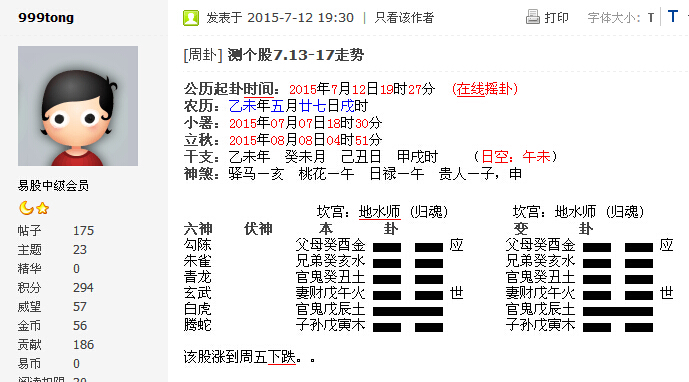 999tong
发表于 2015-7-12 19:30 | 只看该作者
打印 字体大小: T | T
[周卦] 测个股7.13-17走势
公历起卦时间：2015年7月12日19时27分 (在线摇卦)
农历：乙未年五月廿七日戌时
小暑：2015年07月07日18时30分
立秋：2015年08月08日04时51分
干支：乙未年 癸未月 己丑日 甲戌时 (日空：午未)
神煞：驿马—亥 桃花—午 日禄—午 贵人—子，申
易股中级会员
帖子 175
主题 23
精华 0
积分 294
威望 57
金币 56
贡献 186
易币 0
坎宫：地水师 (归魂) 坎宫：地水师 (归魂)
六神 伏神 本 卦 变 卦
勾陈 父母癸酉金 应 父母癸酉金 应
朱雀 兄弟癸亥水 兄弟癸亥水
青龙 官鬼癸丑土 官鬼癸丑土
玄武 妻财戊午火 世 妻财戊午火 世
白虎 官鬼戊辰土 官鬼戊辰土
腾蛇 子孙戊寅木 子孙戊寅木
该股涨到周五下跌。。